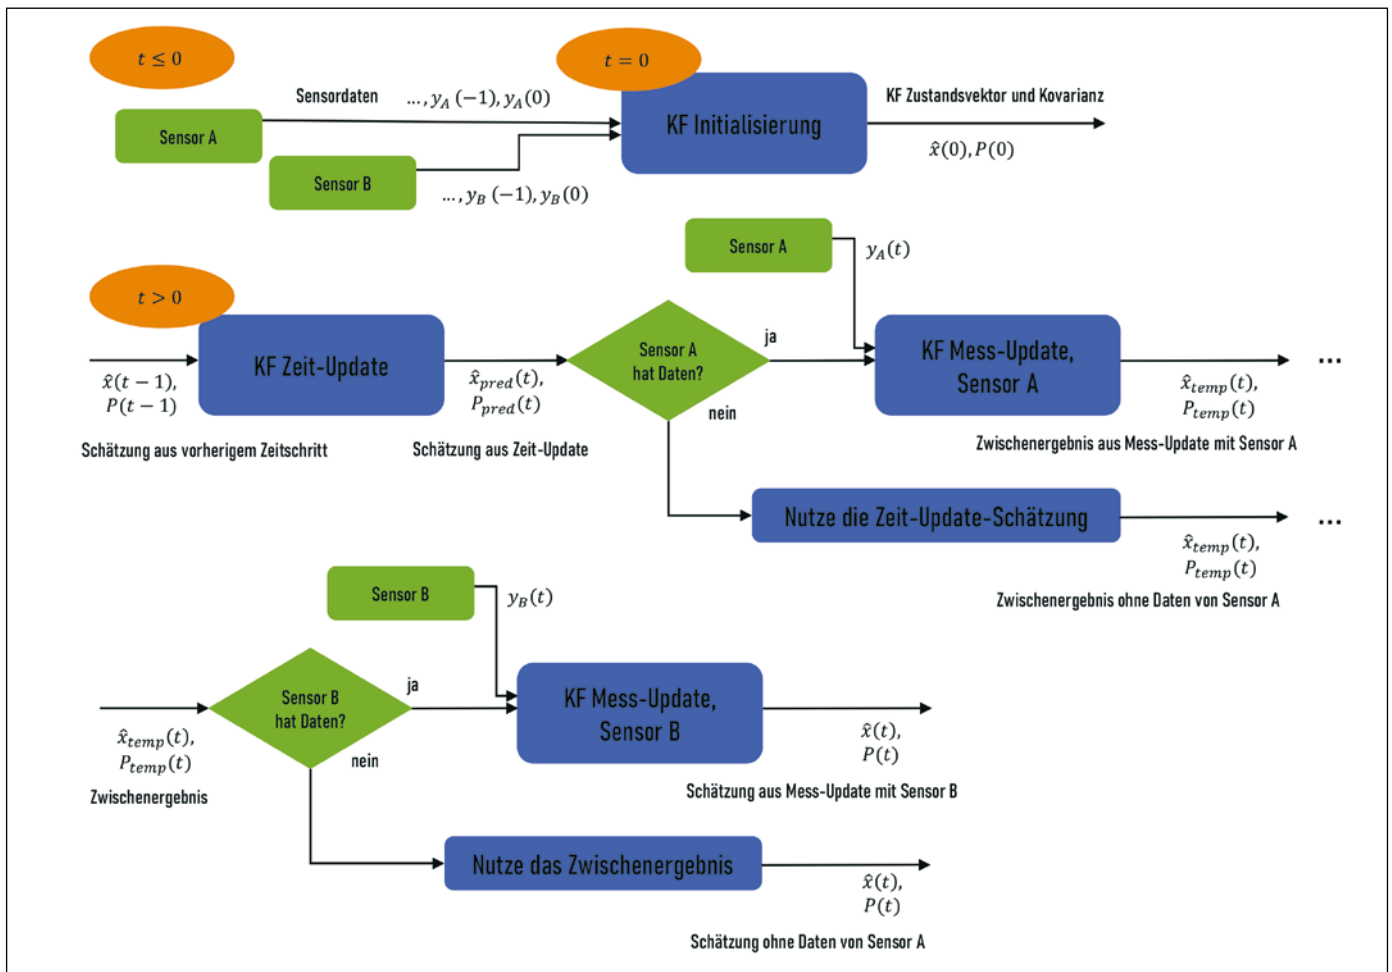 t ≤ 0
t = 0
Sensordaten
..., y_A(−1), y_A(0)
KF Zustandsvektor und Kovarianz
Sensor A
KF Initialisierung
x̂(0), P(0)
Sensor B
..., y_B(−1), y_B(0)
Sensor A
y_A(t)
t > 0
KF Zeit-Update
Sensor A
hat Daten?
ja
nein
KF Mess-Update,
Sensor A
...
x̂(t − 1),
P(t − 1)
x̂_pred(t),
P_pred(t)
x̂_temp(t),
P_temp(t)
Schätzung aus vorherigem Zeitschritt
Schätzung aus Zeit-Update
Zwischenergebnis aus Mess-Update mit Sensor A
Nutze die Zeit-Update-Schätzung
...
x̂_temp(t),
P_temp(t)
Zwischenergebnis ohne Daten von Sensor A
Sensor B
y_B(t)
Sensor B
hat Daten?
ja
nein
KF Mess-Update,
Sensor B
x̂_temp(t),
P_temp(t)
Zwischenergebnis
x̂(t),
P(t)
Schätzung aus Mess-Update mit Sensor B
Nutze das Zwischenergebnis
x̂(t),
P(t)
Schätzung ohne Daten von Sensor A